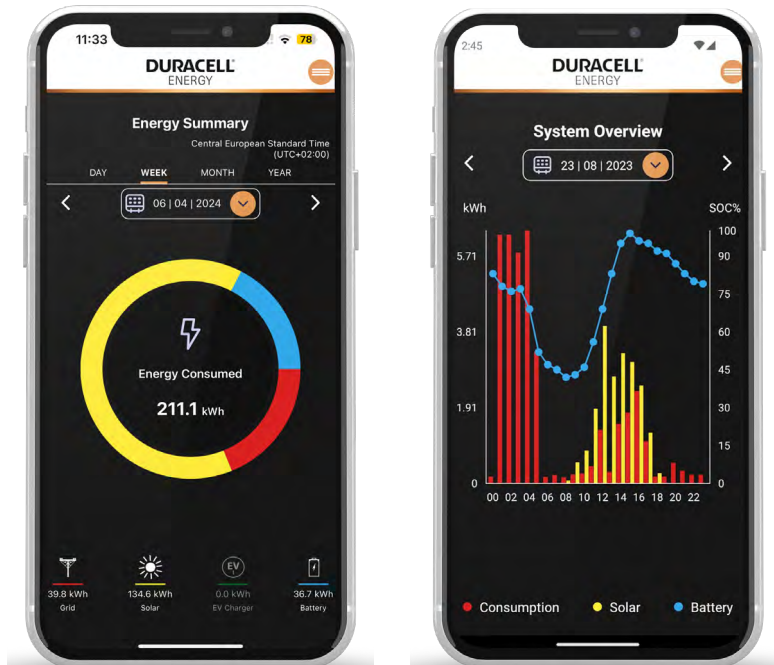 11:33
78
DURACELL
ENERGY
Energy Summary
Central European Standard Time
(UTC+02:00)
DAY WEEK MONTH YEAR
06 | 04 | 2024
Energy Consumed
211.1 kWh
EV
39.8 kWh 134.6 kWh 0.0 kWh 36.7 kWh
Grid Solar EV Charger Battery
2:45
DURACELL
ENERGY
System Overview
23 | 08 | 2023
kWh SOC%
100
5.71 90
75
3.81 60
45
1.91 30
15
0 0
00 02 04 06 08 10 12 14 16 18 20 22
Consumption Solar Battery